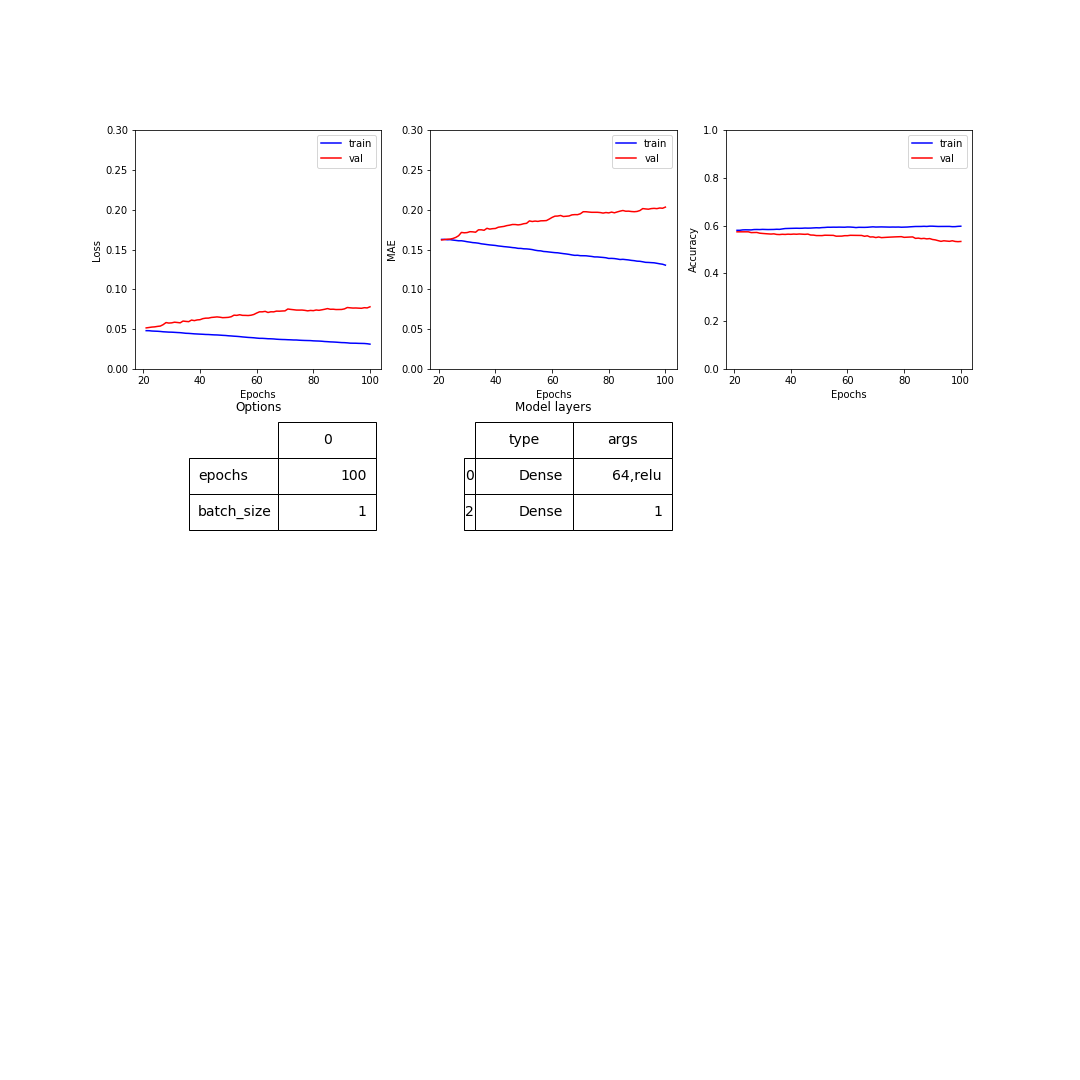 0.30
0.25
0.20
0.15
0.10
0.05
0.00
Loss
train
val
20 40 60 80 100
Epochs
0.30
0.25
0.20
0.15
0.10
0.05
0.00
MAE
train
val
20 40 60 80 100
Epochs
1.0
0.8
0.6
0.4
0.2
0.0
Accuracy
train
val
20 40 60 80 100
Epochs
Options
0
epochs 100
batch_size 1
Model layers
type args
0 Dense 64,relu
2 Dense 1